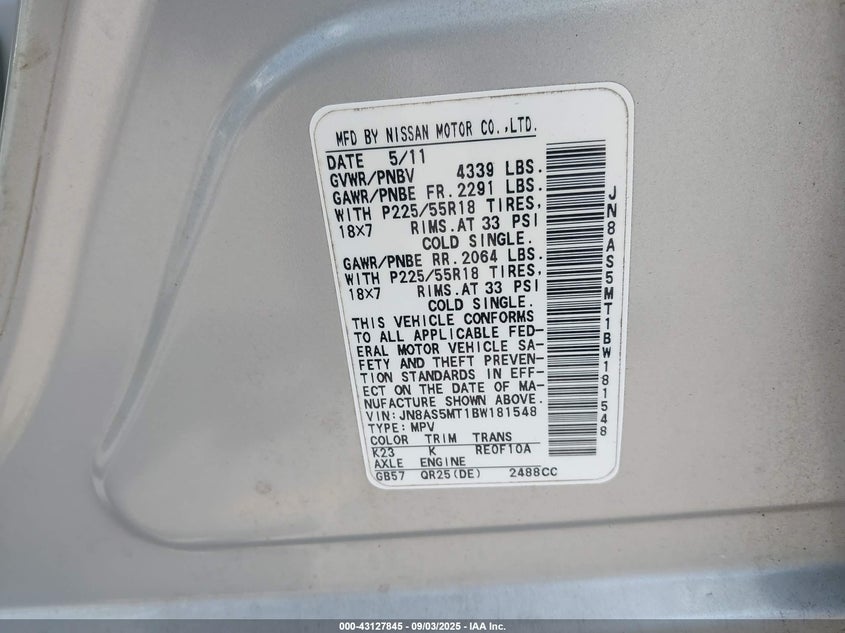 MFD BY NISSAN MOTOR CO.,LTD.
DATE 5/11
GVWR/PNBV 4339 LBS.
GAWR/PNBE FR. 2291 LBS.
WITH P225/55R18 TIRES,
18X7 RIMS.AT 33 PSI
COLD SINGLE.
GAWR/PNBE RR. 2064 LBS.
WITH P225/55R18 TIRES,
18X7 RIMS.AT 33 PSI
COLD SINGLE.
THIS VEHICLE CONFORMS
TO ALL APPLICABLE FED-
ERAL MOTOR VEHICLE SA-
FETY AND THEFT PREVEN-
TION STANDARDS IN EFF-
ECT ON THE DATE OF MA-
NUFACTURE SHOWN ABOVE.
VIN:JN8AS5MT1BW181548
TYPE:MPV
COLOR TRIM TRANS
K23 K RE0F10A
AXLE ENGINE
GB57 QR25(DE) 2488CC
JN8AS5MT1BW181548
000-43127845 - 09/03/2025 - IAA Inc.